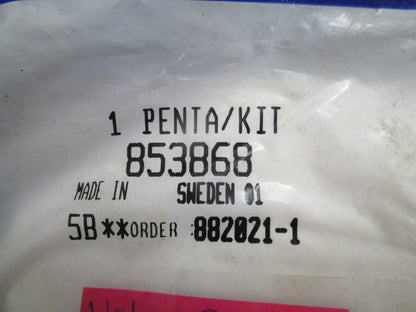 1 PENTA/KIT
853868
MADE IN SWEDEN 01
5B**ORDER :882021-1